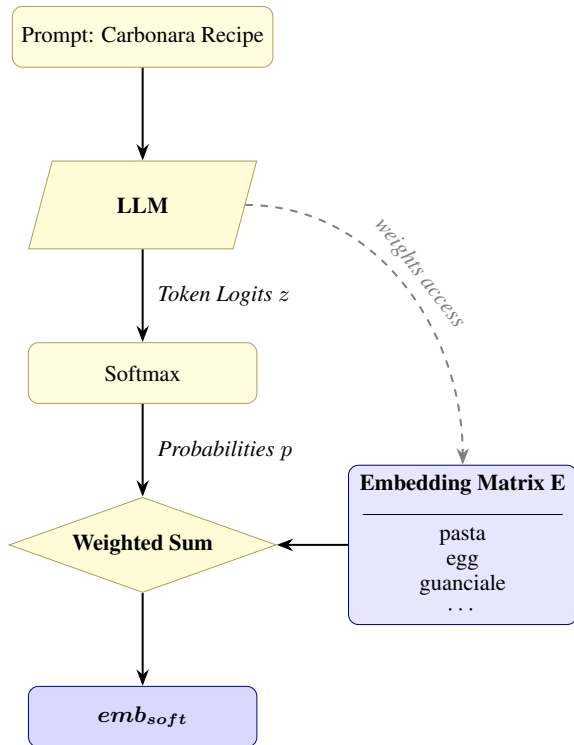 Prompt: Carbonara Recipe
LLM
weights access
Token Logits z
Softmax
Probabilities p
Embedding Matrix E
pasta
egg
guanciale
. . .
Weighted Sum
emb_soft